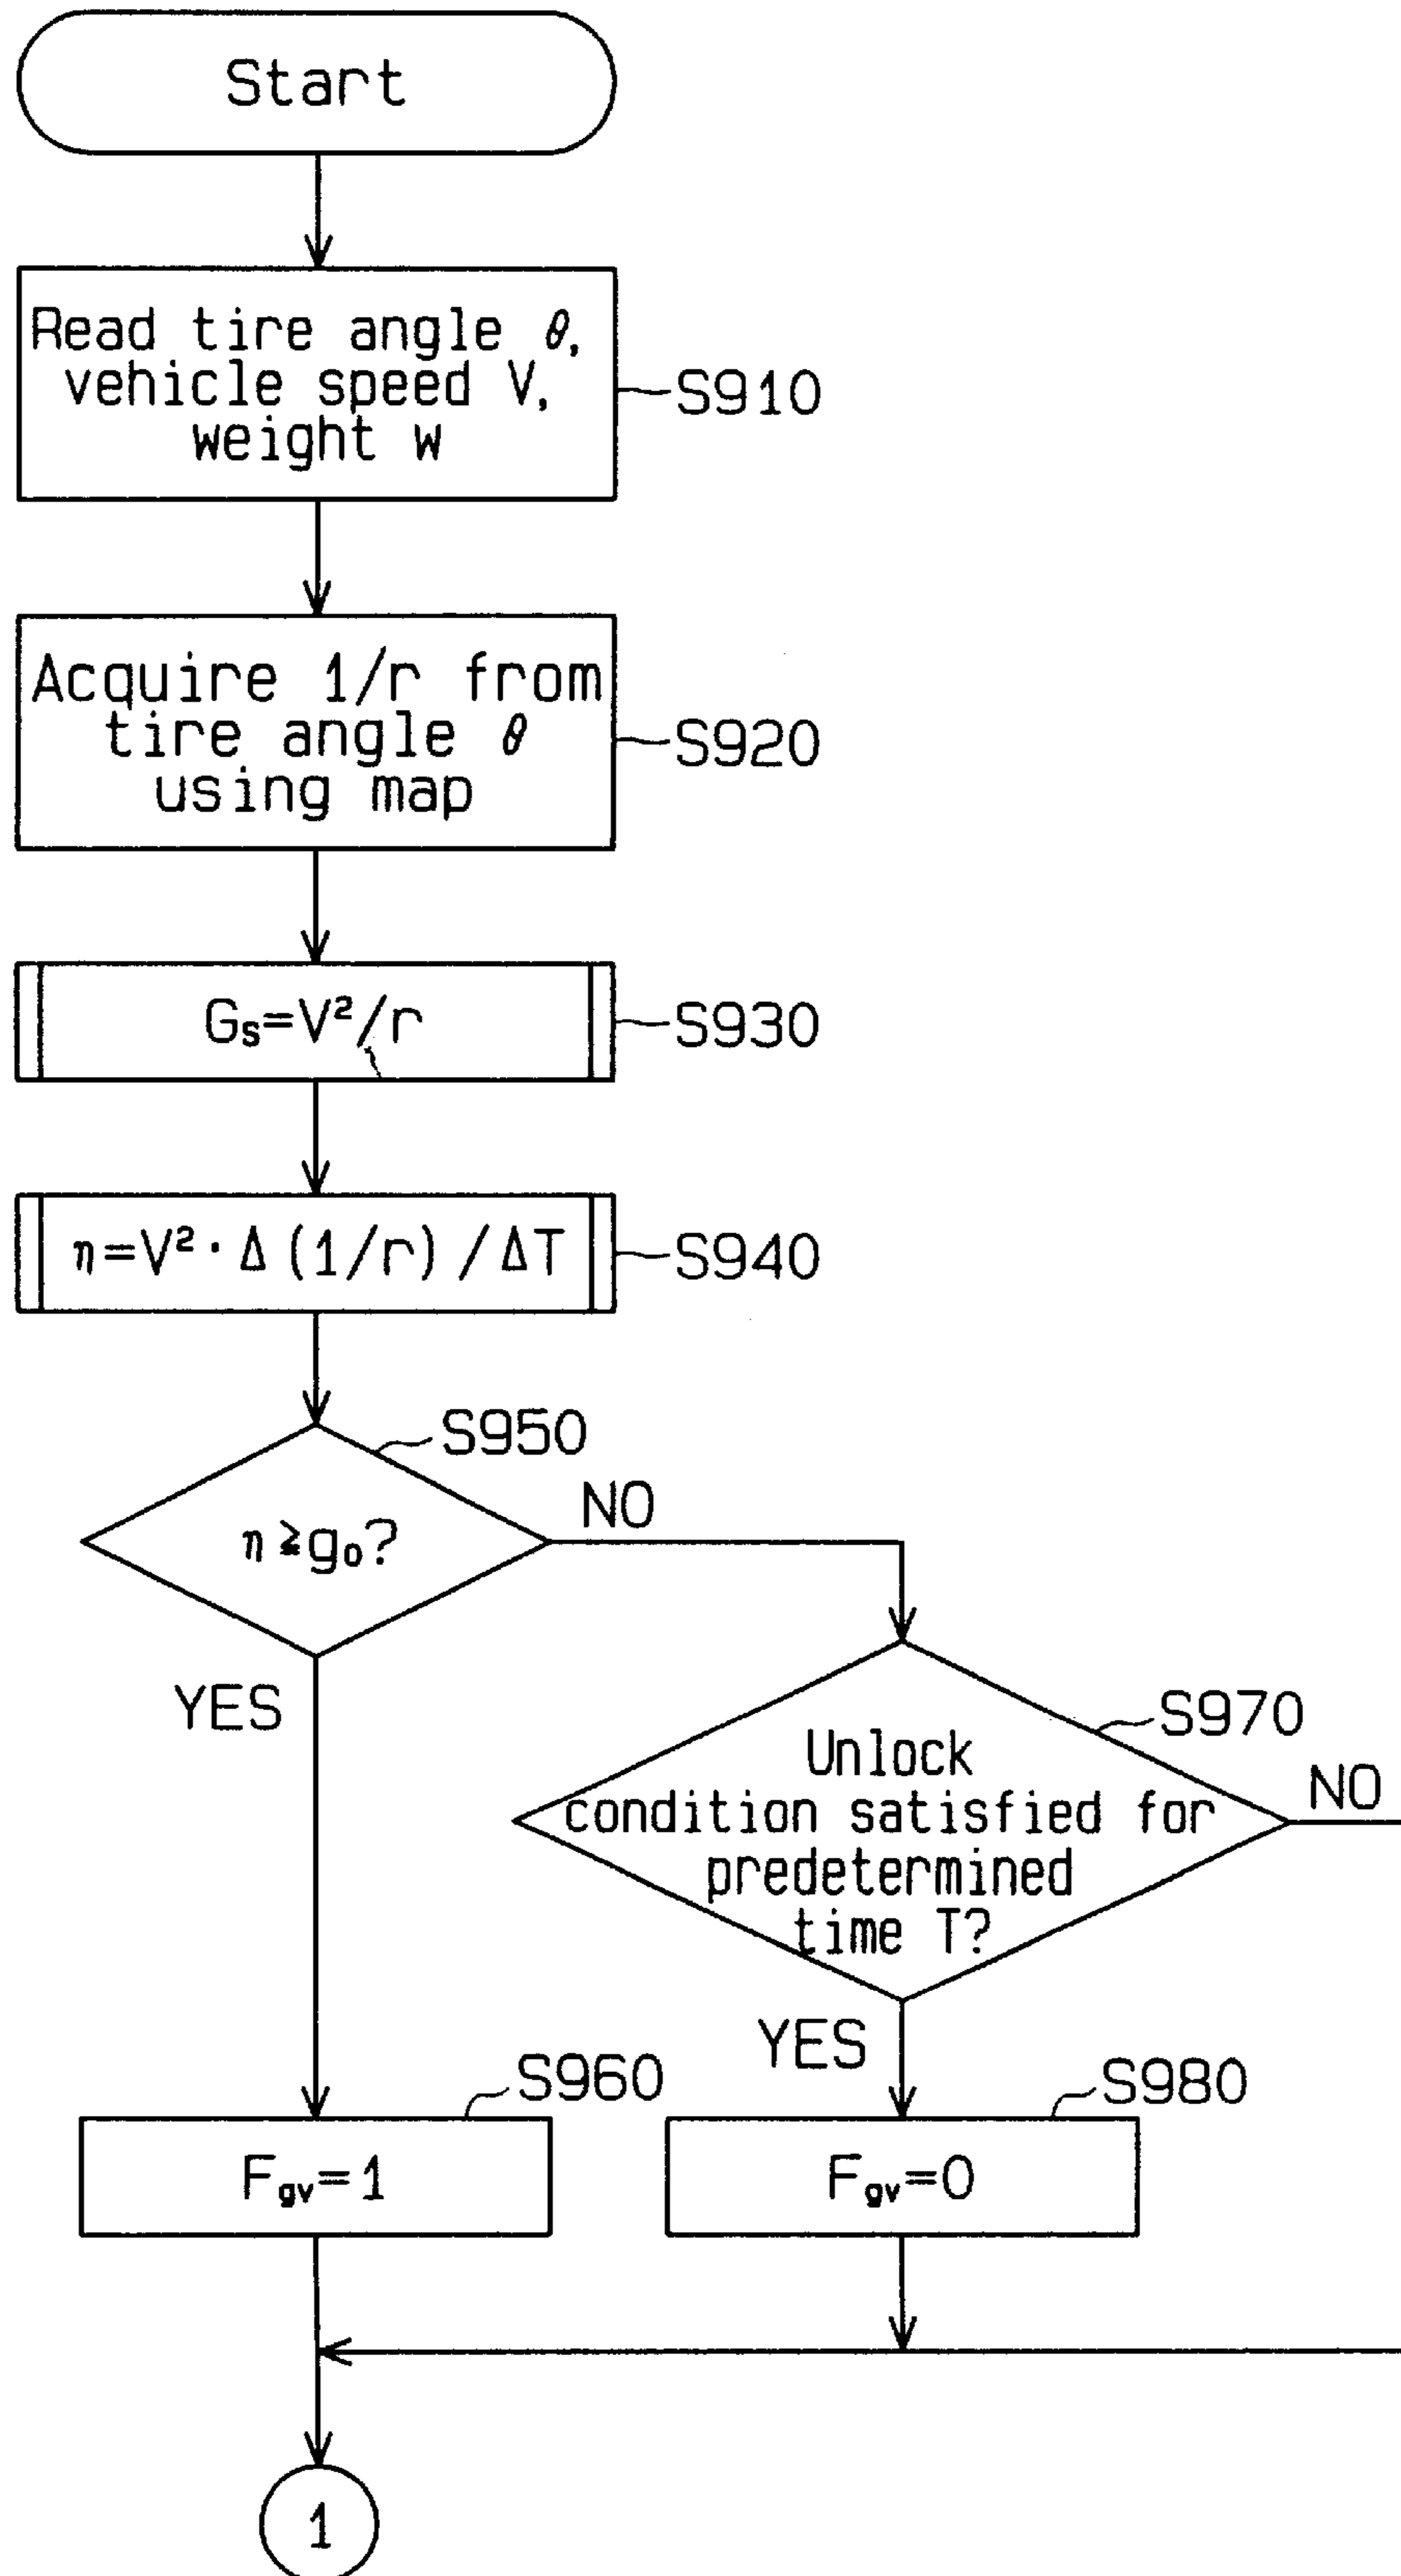 Start
Read tire angle θ,
vehicle speed V,
weight w
S910
Acquire 1/r from
tire angle θ
using map
S920
Gs=V²/r
S930
η=V²·Δ(1/r)/ΔT
S940
S950
η≧g₀?
NO
YES
S970
Unlock
condition satisfied for
predetermined
time T?
NO
YES
S960
Fgv=1
S980
Fgv=0
1